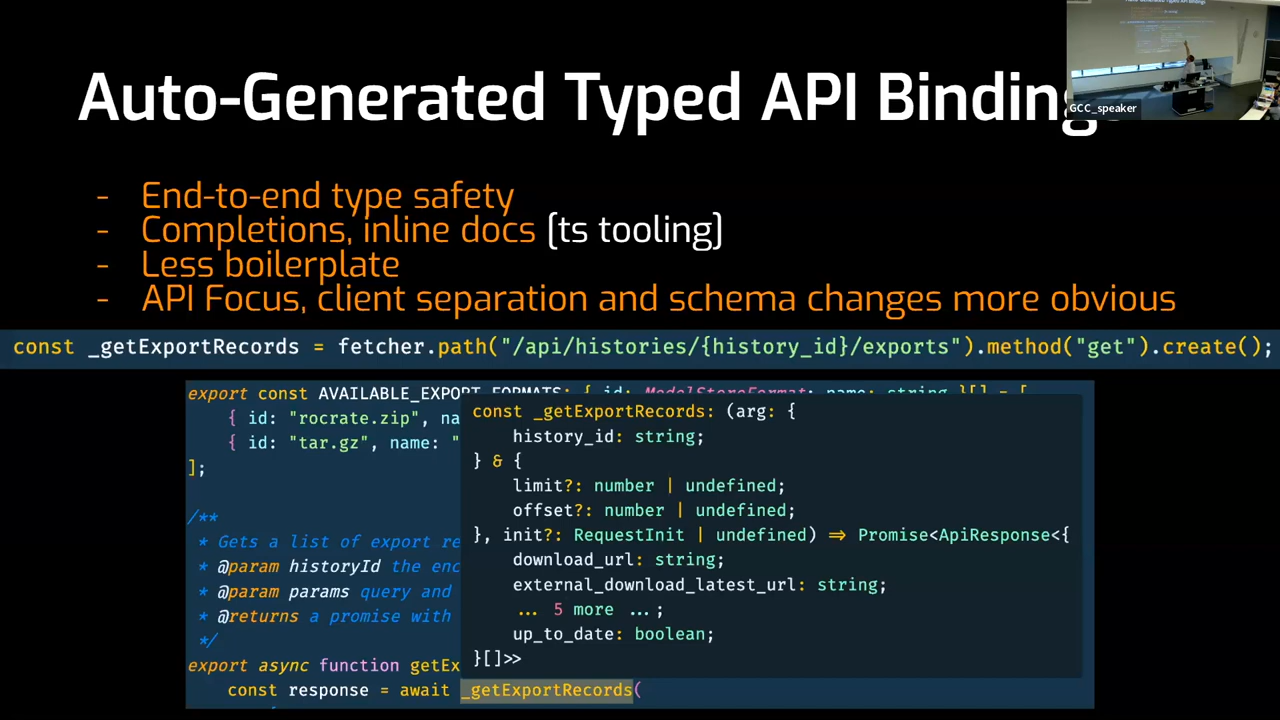 Auto-Generated Typed API Bindings
GCC_speaker
- End-to-end type safety
- Completions, inline docs [ts tooling]
- Less boilerplate
- API Focus, client separation and schema changes more obvious
const _getExportRecords = fetcher.path("/api/histories/{history_id}/exports").method("get").create();
export const AVAILABLE_EXPORT_FORMATS: { id: ModelStoreFormat; name: string }[] = [
{ id: "rocrate.zip", na
{ id: "tar.gz", name: "
];
/**
* Gets a list of export re
* @param historyId the enc
* @param params query and
* @returns a promise with
*/
export async function getEx
const response = await _getExportRecords(
const _getExportRecords: (arg: {
history_id: string;
} & {
limit?: number | undefined;
offset?: number | undefined;
}, init?: RequestInit | undefined) => Promise<ApiResponse<{
download_url: string;
external_download_latest_url: string;
... 5 more ...;
up_to_date: boolean;
}[]>>